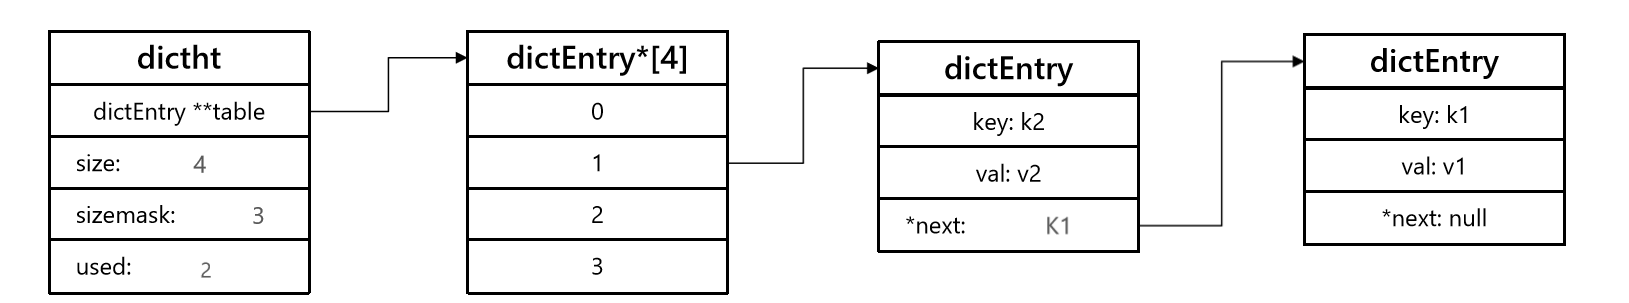 dictht
dictEntry **table
size: 4
sizemask: 3
used: 2
dictEntry*[4]
0
1
2
3
dictEntry
key: k2
val: v2
*next: K1
dictEntry
key: k1
val: v1
*next: null